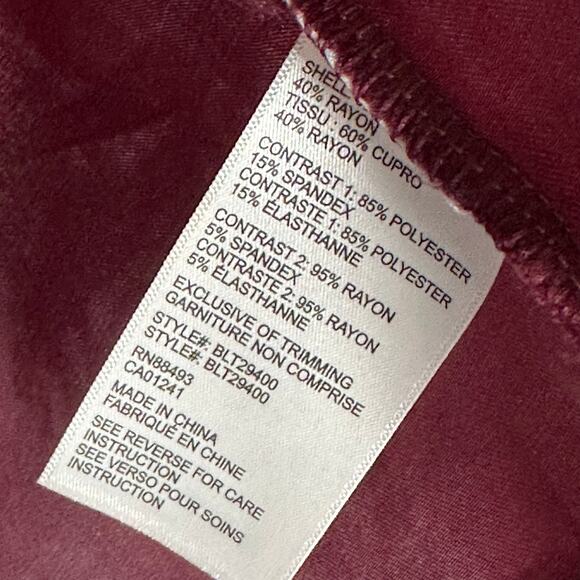 SHELL
40% RAYON
TISSU : 60% CUPRO
40% RAYON
CONTRAST 1: 85% POLYESTER
15% SPANDEX
CONTRASTE 1: 85% POLYESTER
15% ÉLASTHANNE
CONTRAST 2: 95% RAYON
5% SPANDEX
CONTRASTE 2: 95% RAYON
5% ÉLASTHANNE
EXCLUSIVE OF TRIMMING
GARNITURE NON COMPRISE
STYLE#: BLT29400
STYLE#: BLT29400
RN88493
CA01241
MADE IN CHINA
FABRIQUÉ EN CHINE
SEE REVERSE FOR CARE
INSTRUCTION
SEE VERSO POUR SOINS
INSTRUCTION